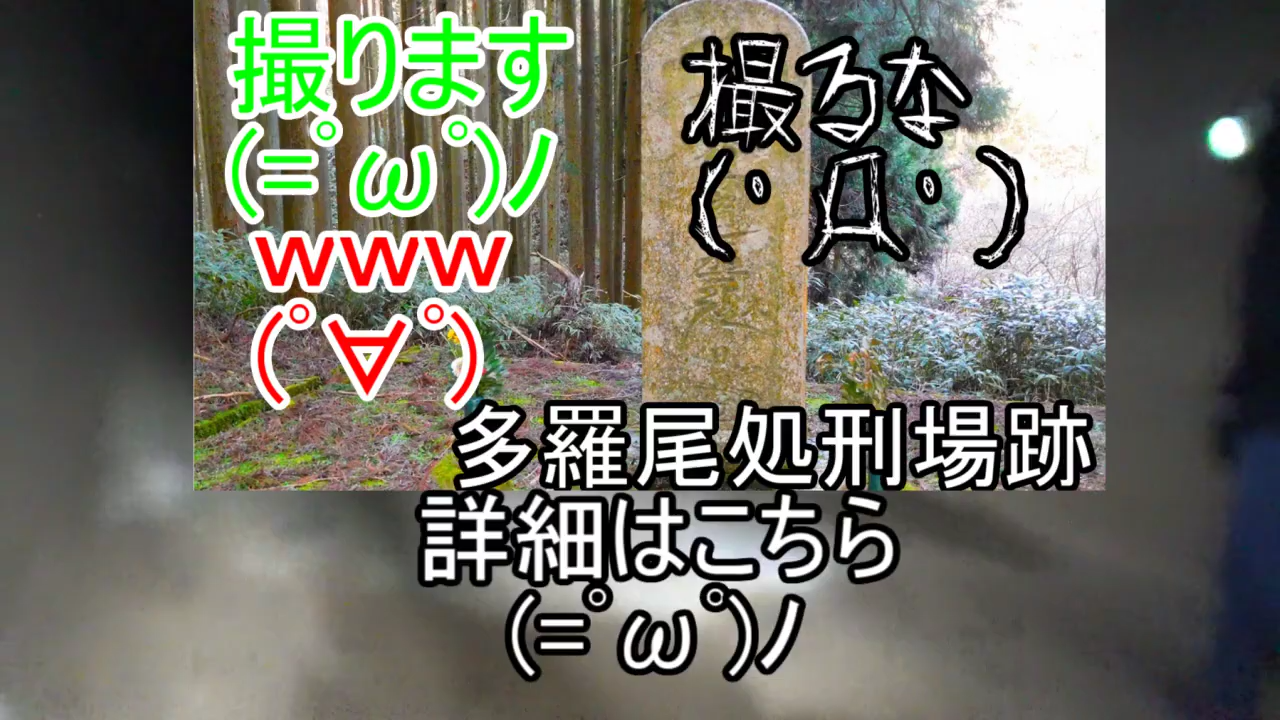 撮ります
(=ﾟωﾟ)ﾉ
www
(ﾟ∀ﾟ)
撮るな
(・Д・)
多羅尾処刑場跡
詳細はこちら
(=ﾟωﾟ)ﾉ